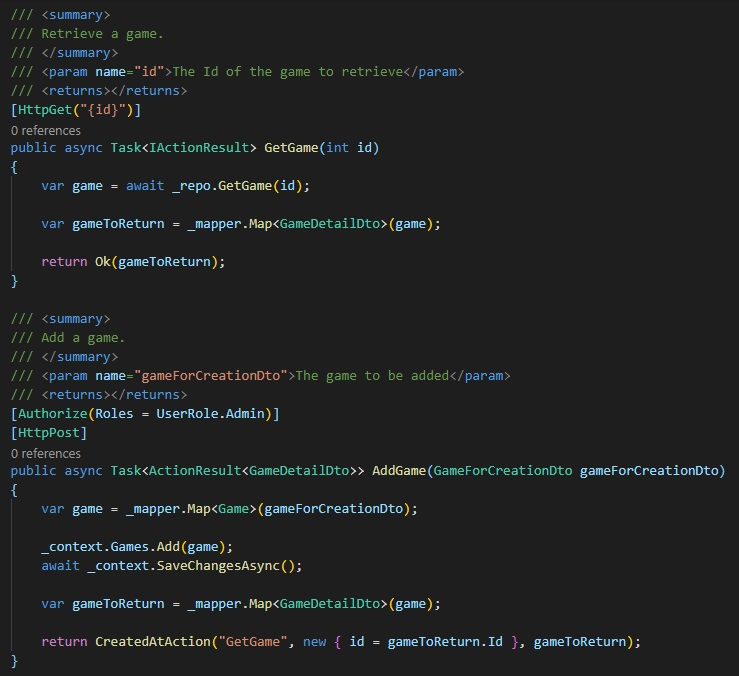 /// <summary>
/// Retrieve a game.
/// </summary>
/// <param name="id">The Id of the game to retrieve</param>
/// <returns></returns>
[HttpGet("{id}")]
0 references
public async Task<IActionResult> GetGame(int id)
{
    var game = await _repo.GetGame(id);

    var gameToReturn = _mapper.Map<GameDetailDto>(game);

    return Ok(gameToReturn);
}

/// <summary>
/// Add a game.
/// </summary>
/// <param name="gameForCreationDto">The game to be added</param>
/// <returns></returns>
[Authorize(Roles = UserRole.Admin)]
[HttpPost]
0 references
public async Task<ActionResult<GameDetailDto>> AddGame(GameForCreationDto gameForCreationDto)
{
    var game = _mapper.Map<Game>(gameForCreationDto);

    _context.Games.Add(game);
    await _context.SaveChangesAsync();

    var gameToReturn = _mapper.Map<GameDetailDto>(game);

    return CreatedAtAction("GetGame", new { id = gameToReturn.Id }, gameToReturn);
}